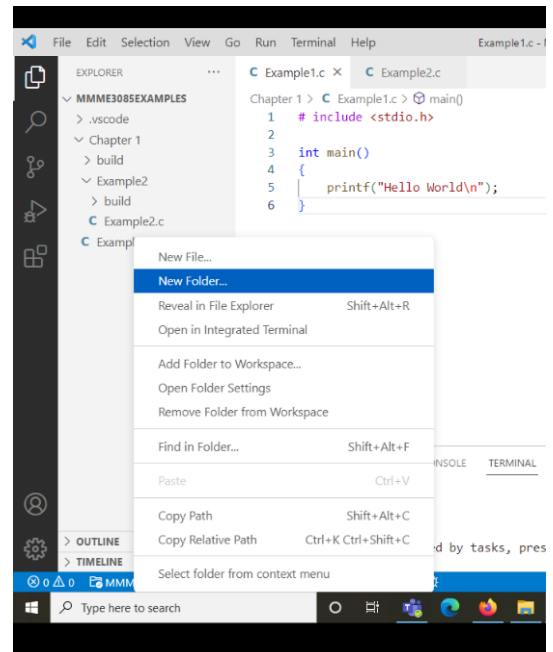 File Edit Selection View Go Run Terminal Help Example1.c -
EXPLORER ··· C Example1.c × C Example2.c
MMME3085EXAMPLES
Chapter 1 > C Example1.c > main()
.vscode
Chapter 1
build
Example2
build
C Example2.c
C Exampl
1 # include <stdio.h>
2
3 int main()
4 {
5 printf("Hello World\n");
6 }
New File...
New Folder...
Reveal in File Explorer Shift+Alt+R
Open in Integrated Terminal
Add Folder to Workspace...
Open Folder Settings
Remove Folder from Workspace
Find in Folder... Shift+Alt+F
Paste Ctrl+V
Copy Path Shift+Alt+C
Copy Relative Path Ctrl+K Ctrl+Shift+C
Select folder from context menu
NSOLE TERMINAL
d by tasks, pres
OUTLINE
TIMELINE
0 0 MMM
Type here to search